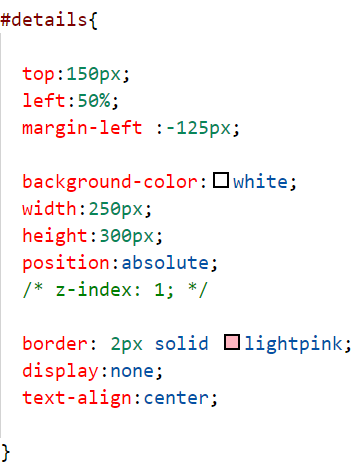 #details{
top:150px;
left:50%;
margin-left :-125px;
background-color:white;
width:250px;
height:300px;
position:absolute;
/* z-index: 1; */
border: 2px solid lightpink;
display:none;
text-align:center;
}